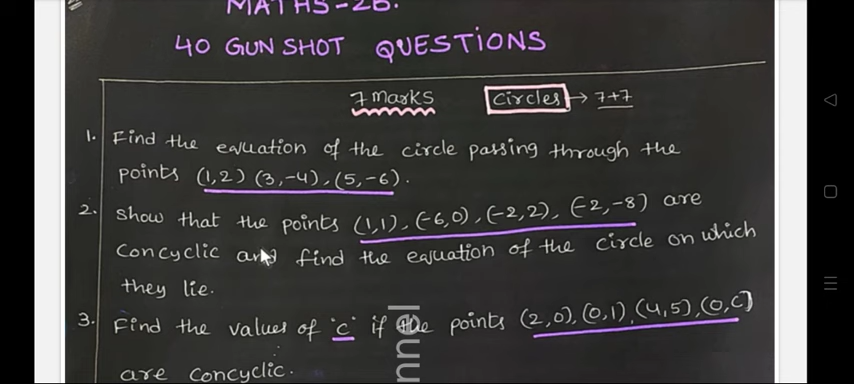 MATHS-2B.
40 GUN SHOT QUESTIONS
7 Marks Circles → 7+7
1. Find the equation of the circle passing through the
points (1,2) (3,-4), (5,-6).
2. Show that the points (1,1), (-6,0), (-2,2), (-2,-8) are
Concyclic and find the equation of the circle on which
they lie.
3. Find the values of 'c' if the points (2,0), (0,1), (4,5), (0,C)
are concyclic.
nnel